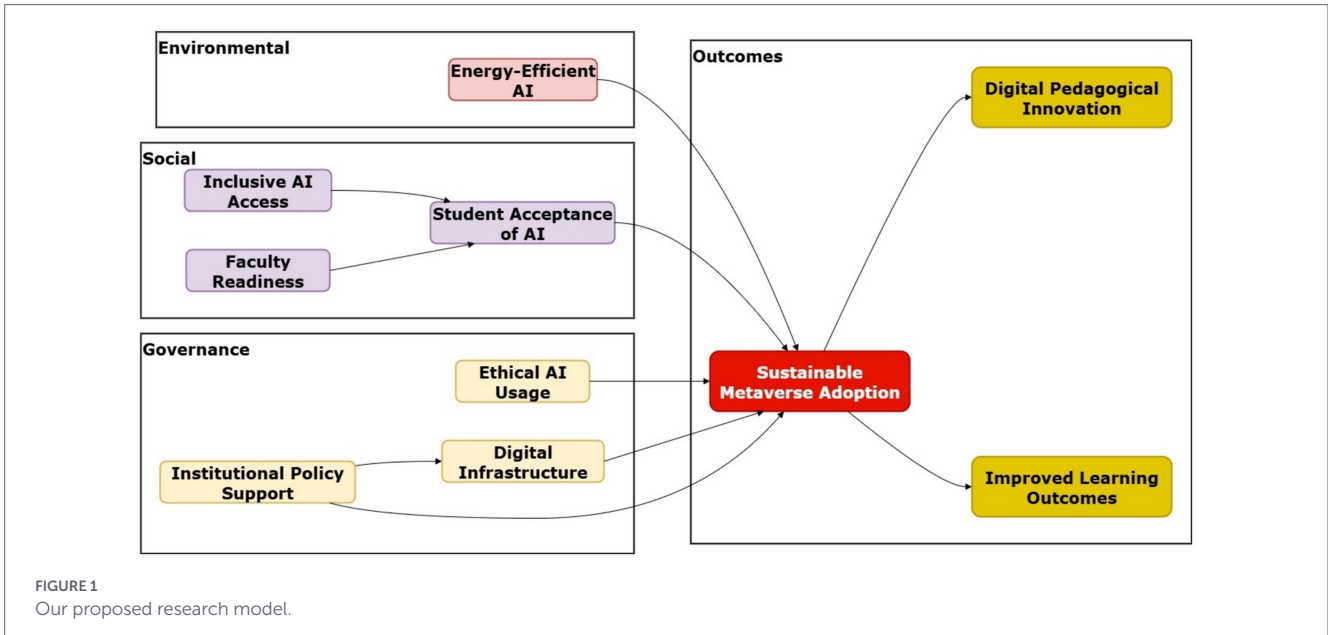 Environmental
Energy-Efficient
AI
Social
Inclusive AI
Access
Student Acceptance
of AI
Faculty
Readiness
Governance
Ethical AI
Usage
Digital
Infrastructure
Institutional Policy
Support
Outcomes
Digital Pedagogical
Innovation
Sustainable
Metaverse Adoption
Improved Learning
Outcomes
FIGURE 1
Our proposed research model.